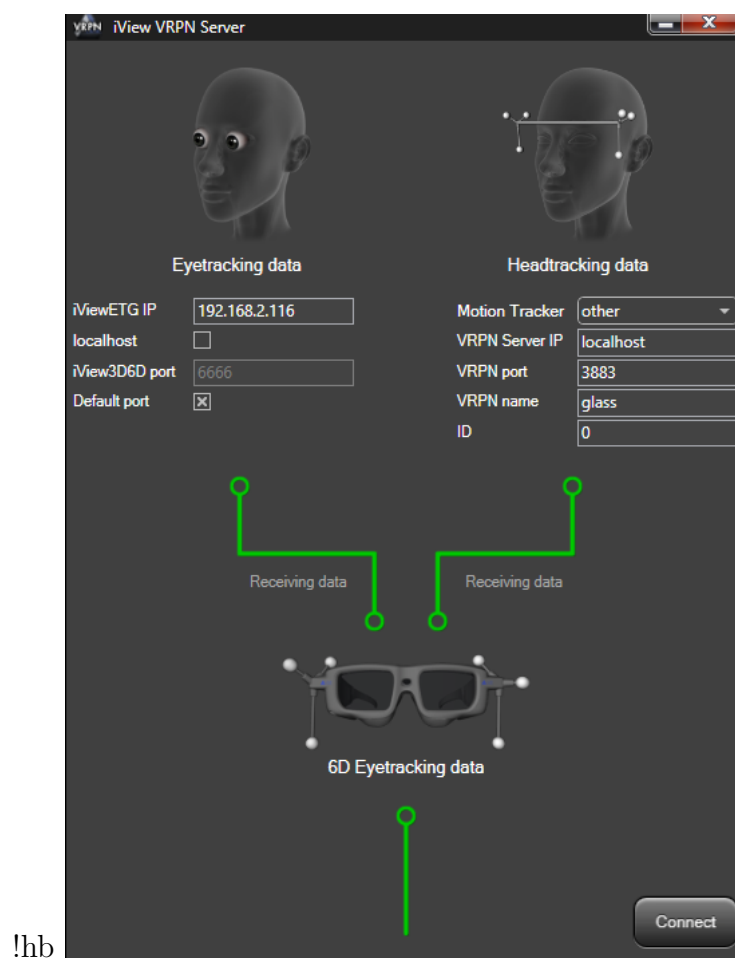 VRPN iView VRPN Server
Eyetracking data
Headtracking data
iViewETG IP 192.168.2.116
localhost
iView3D6D port 6666
Default port
Motion Tracker other
VRPN Server IP localhost
VRPN port 3883
VRPN name glass
ID 0
Receiving data
Receiving data
6D Eyetracking data
Connect
!hb